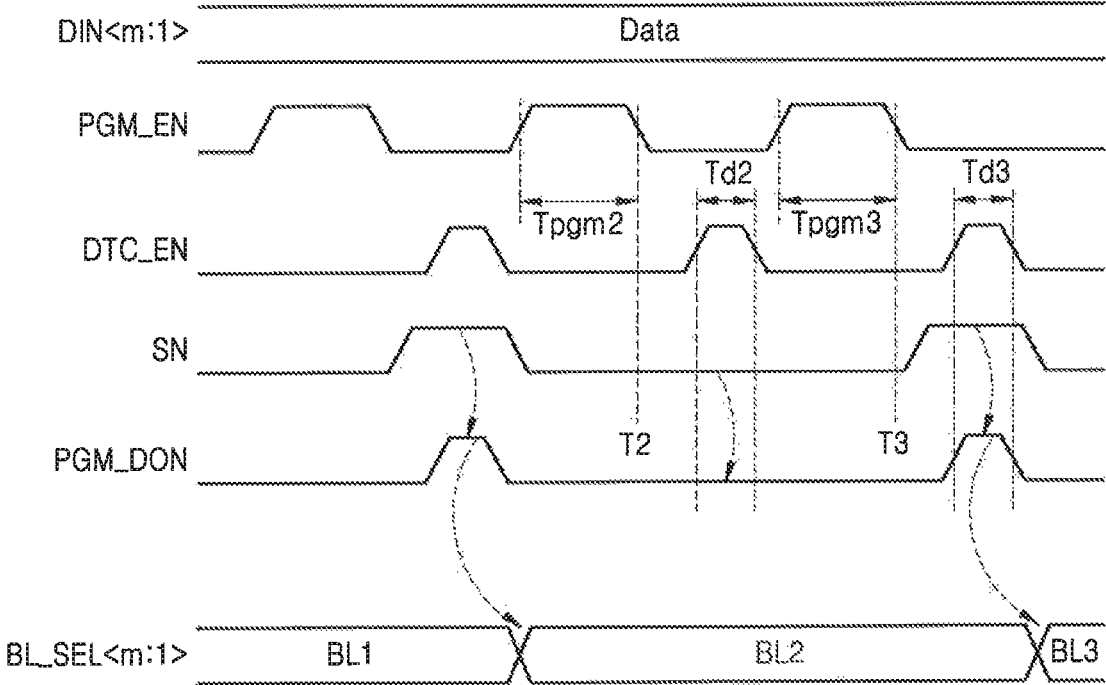 DIN<m:1>
Data
PGM_EN
Td2
Td3
Tpgm2
Tpgm3
DTC_EN
SN
T2
T3
PGM_DON
BL_SEL<m:1>
BL1
BL2
BL3